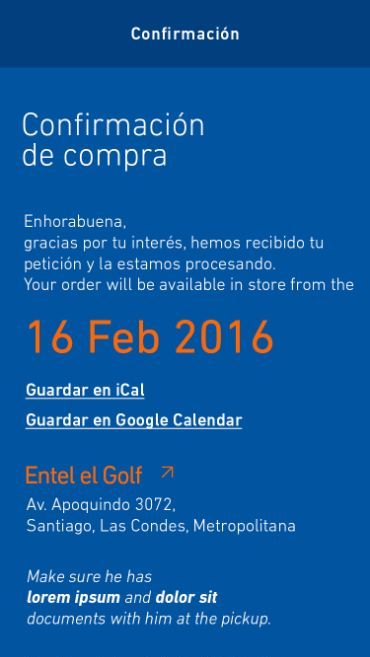 Confirmación
Confirmación
de compra
Enhorabuena,
gracias por tu interés, hemos recibido tu
petición y la estamos procesando.
Your order will be available in store from the
16 Feb 2016
Guardar en iCal
Guardar en Google Calendar
Entel el Golf
Av. Apoquindo 3072,
Santiago, Las Condes, Metropolitana
Make sure he has
lorem ipsum and dolor sit
documents with him at the pickup.